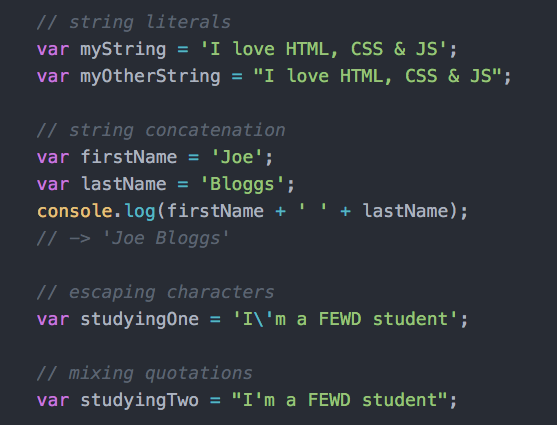 // string literals
var myString = 'I love HTML, CSS & JS';
var myOtherString = "I love HTML, CSS & JS";
// string concatenation
var firstName = 'Joe';
var lastName = 'Bloggs';
console.log(firstName + ' ' + lastName);
// —> 'Joe Bloggs'
// escaping characters
var studyingOne = 'I\'m a FEWD student';
// mixing quotations
var studyingTwo = "I'm a FEWD student";